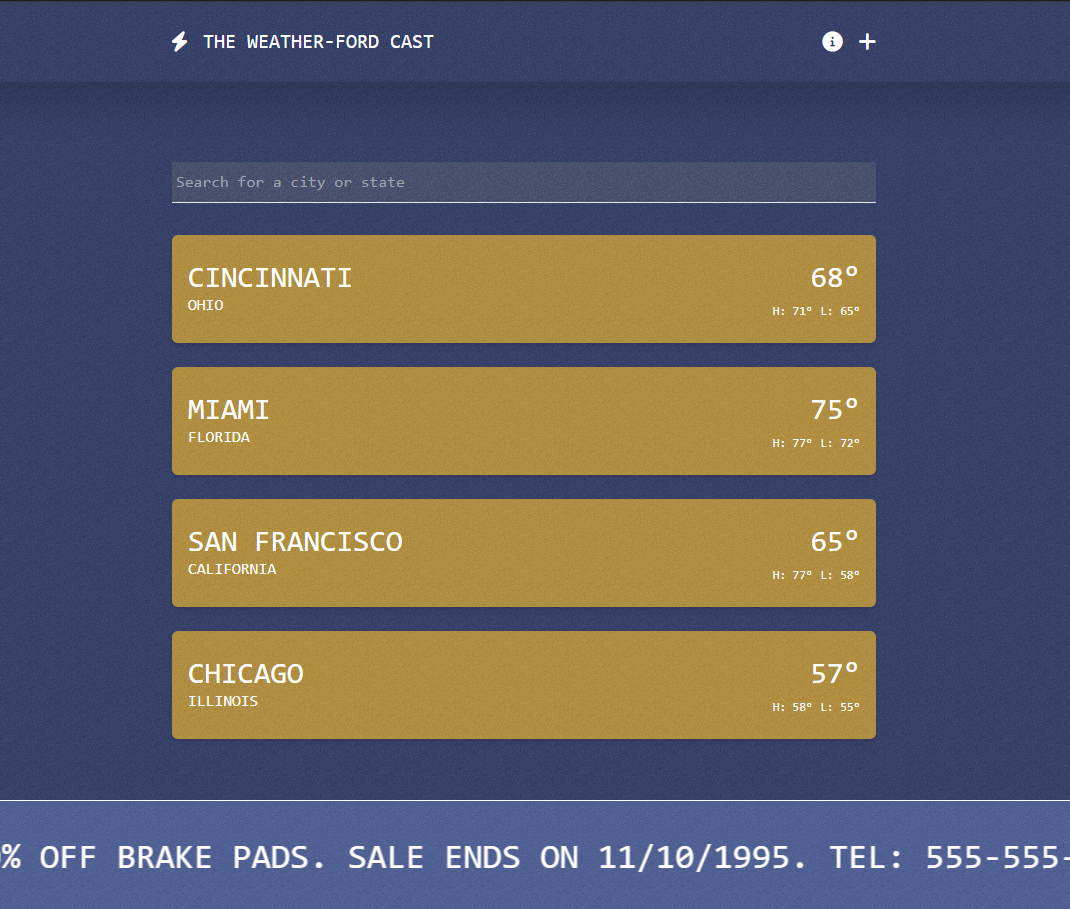 THE WEATHER-FORD CAST
Search for a city or state
CINCINNATI
68°
OHIO
H: 71° L: 65°
MIAMI
75°
FLORIDA
H: 77° L: 72°
SAN FRANCISCO
65°
CALIFORNIA
H: 77° L: 58°
CHICAGO
57°
ILLINOIS
H: 58° L: 55°
% OFF BRAKE PADS. SALE ENDS ON 11/10/1995. TEL: 555-555-